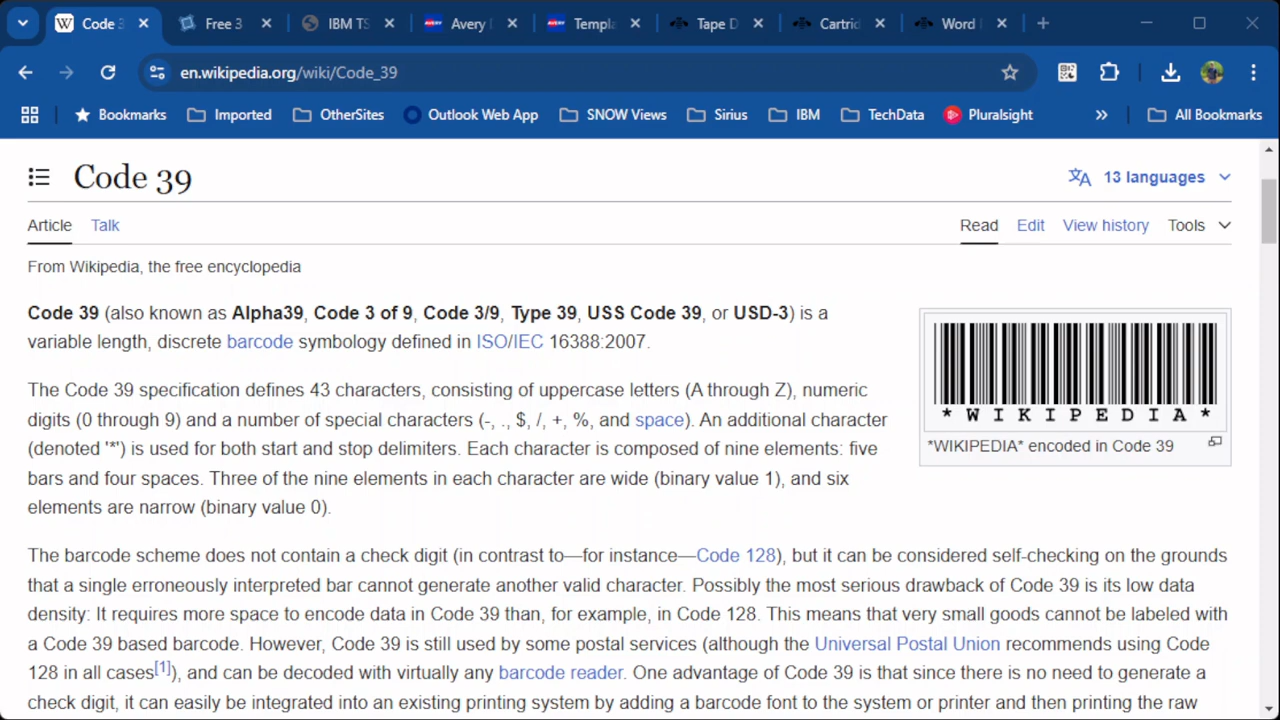 Code 3
Free 3
IBM TS
Avery D
Templa
Tape D
Cartrid
Word
en.wikipedia.org/wiki/Code_39
Bookmarks
Imported
OtherSites
Outlook Web App
SNOW Views
Sirius
IBM
TechData
Pluralsight
»
All Bookmarks
Code 39
13 languages
Article
Talk
Read
Edit
View history
Tools
From Wikipedia, the free encyclopedia
Code 39 (also known as Alpha39, Code 3 of 9, Code 3/9, Type 39, USS Code 39, or USD-3) is a
variable length, discrete barcode symbology defined in ISO/IEC 16388:2007.
The Code 39 specification defines 43 characters, consisting of uppercase letters (A through Z), numeric
digits (0 through 9) and a number of special characters (-, ., $, /, +, %, and space). An additional character
(denoted '*') is used for both start and stop delimiters. Each character is composed of nine elements: five
bars and four spaces. Three of the nine elements in each character are wide (binary value 1), and six
elements are narrow (binary value 0).
* W I K I P E D I A *
*WIKIPEDIA* encoded in Code 39
The barcode scheme does not contain a check digit (in contrast to—for instance—Code 128), but it can be considered self-checking on the grounds
that a single erroneously interpreted bar cannot generate another valid character. Possibly the most serious drawback of Code 39 is its low data
density: It requires more space to encode data in Code 39 than, for example, in Code 128. This means that very small goods cannot be labeled with
a Code 39 based barcode. However, Code 39 is still used by some postal services (although the Universal Postal Union recommends using Code
128 in all cases[1]), and can be decoded with virtually any barcode reader. One advantage of Code 39 is that since there is no need to generate a
check digit, it can easily be integrated into an existing printing system by adding a barcode font to the system or printer and then printing the raw